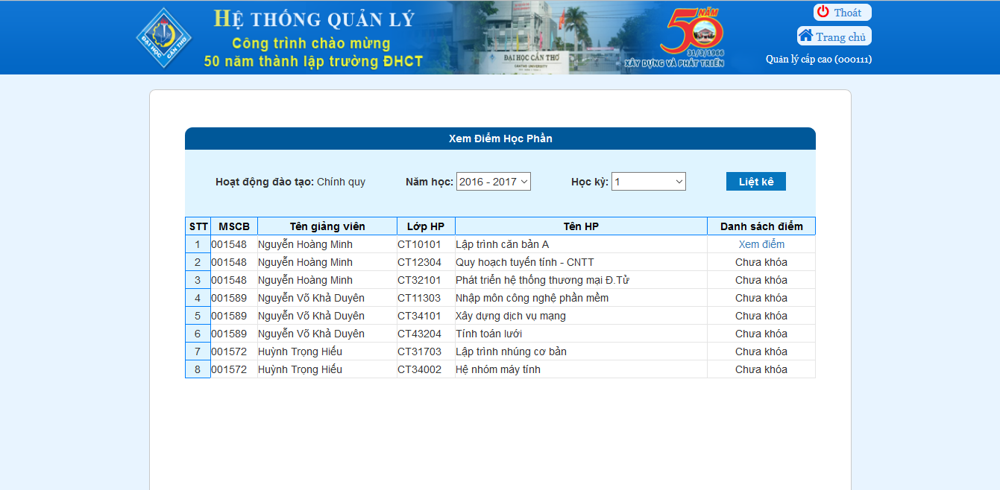 HỆ THỐNG QUẢN LÝ
Công trình chào mừng
50 năm thành lập trường ĐHCT
ĐẠI HỌC CẦN THƠ
ĐẠI HỌC CẦN THƠ
CANTHO UNIVERSITY
50 NĂM
31/3/1966
XÂY DỰNG VÀ PHÁT TRIỂN
Thoát
Trang chủ
Quản lý cấp cao (000111)
Xem Điểm Học Phần
Hoạt động đào tạo: Chính quy Năm học: 2016 - 2017 Học kỳ: 1 Liệt kê
STT MSCB Tên giảng viên Lớp HP Tên HP Danh sách điểm
1 001548 Nguyễn Hoàng Minh CT10101 Lập trình căn bản A Xem điểm
2 001548 Nguyễn Hoàng Minh CT12304 Quy hoạch tuyến tính - CNTT Chưa khóa
3 001548 Nguyễn Hoàng Minh CT32101 Phát triển hệ thống thương mại Đ.Tử Chưa khóa
4 001589 Nguyễn Võ Khả Duyên CT11303 Nhập môn công nghệ phần mềm Chưa khóa
5 001589 Nguyễn Võ Khả Duyên CT34101 Xây dựng dịch vụ mạng Chưa khóa
6 001589 Nguyễn Võ Khả Duyên CT43204 Tính toán lưới Chưa khóa
7 001572 Huỳnh Trọng Hiếu CT31703 Lập trình nhúng cơ bản Chưa khóa
8 001572 Huỳnh Trọng Hiếu CT34002 Hệ nhóm máy tính Chưa khóa